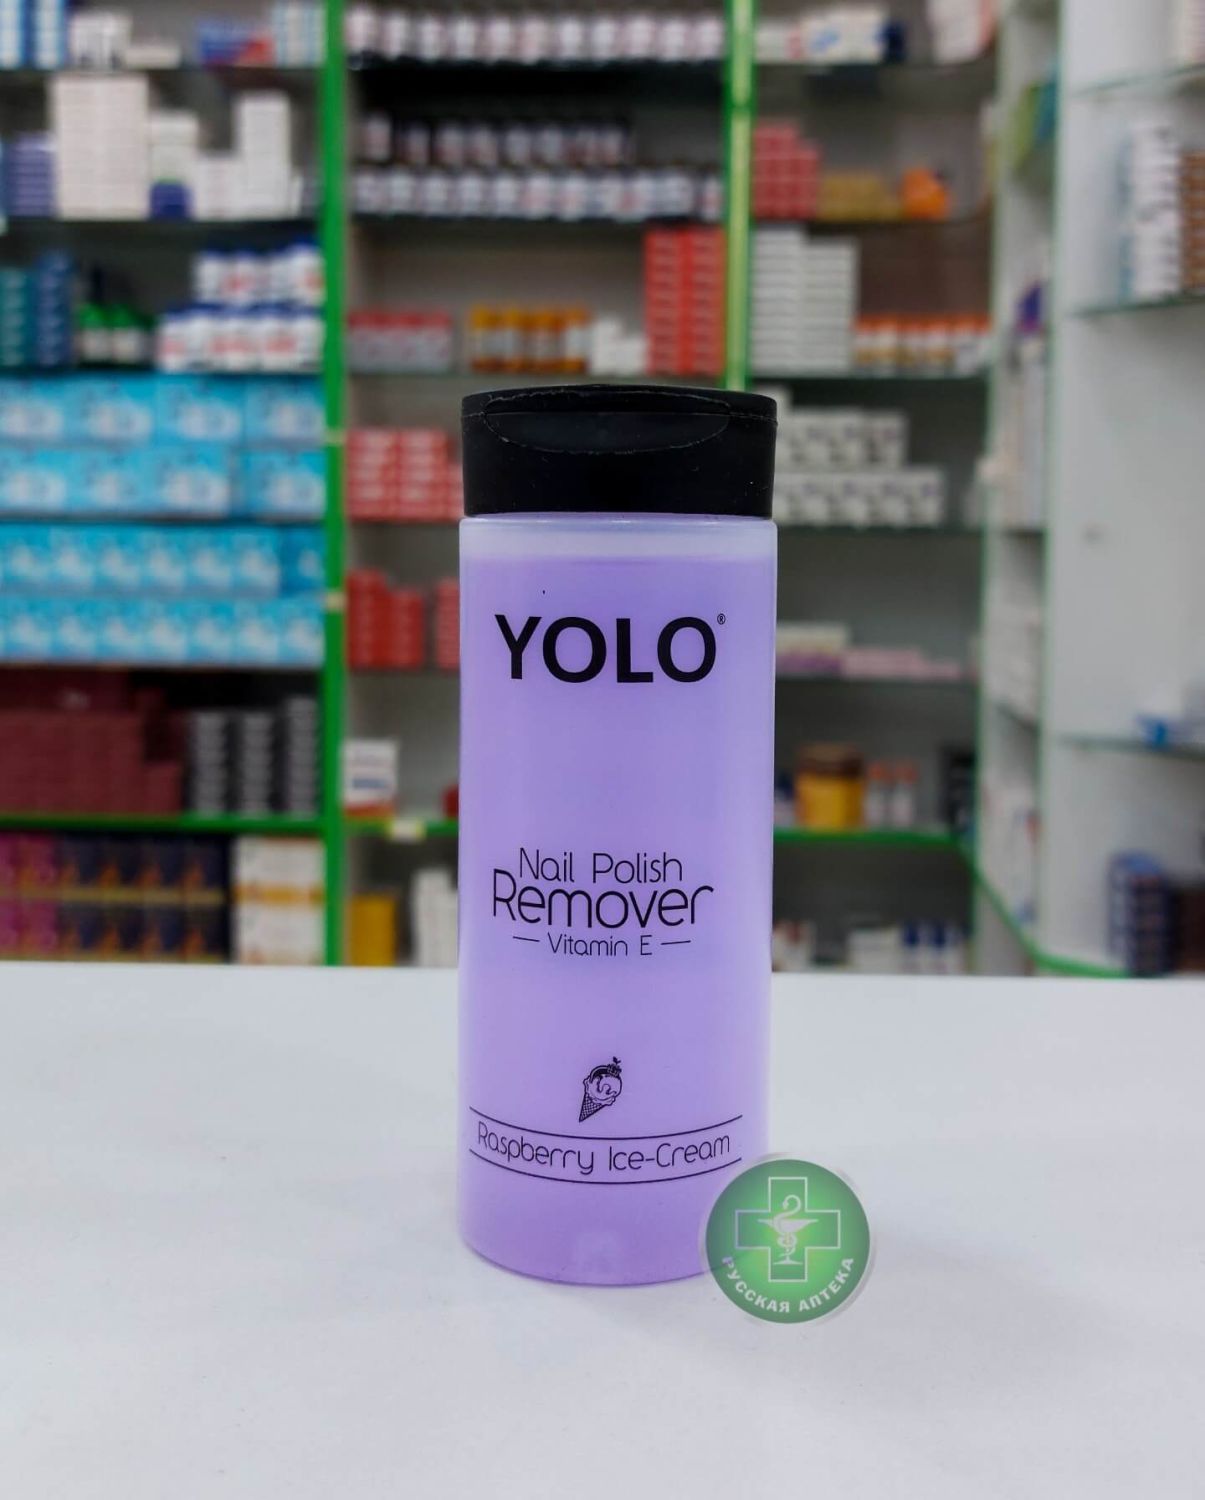 YOLO®
Nail Polish
Remover
Vitamin E
Raspberry Ice-Cream
РУССКАЯ АПТЕКА